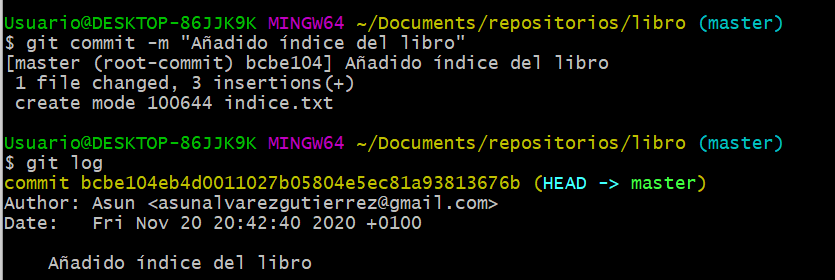 Usuario@DESKTOP-86JJK9K MINGW64 ~/Documents/repositorios/libro (master)
$ git commit -m "Añadido índice del libro"
[master (root-commit) bcbe104] Añadido índice del libro
 1 file changed, 3 insertions(+)
 create mode 100644 indice.txt
Usuario@DESKTOP-86JJK9K MINGW64 ~/Documents/repositorios/libro (master)
$ git log
commit bcbe104eb4d0011027b05804e5ec81a93813676b (HEAD -> master)
Author: Asun <asunalvarezgutierrez@gmail.com>
Date:   Fri Nov 20 20:42:40 2020 +0100
    Añadido índice del libro